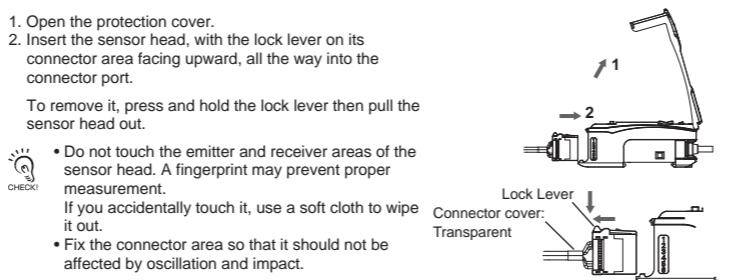 1. Open the protection cover.
2. Insert the sensor head, with the lock lever on its
connector area facing upward, all the way into the
connector port.
To remove it, press and hold the lock lever then pull the
sensor head out.
CHECK!
• Do not touch the emitter and receiver areas of the
sensor head. A fingerprint may prevent proper
measurement.
If you accidentally touch it, use a soft cloth to wipe
it out.
• Fix the connector area so that it should not be
affected by oscillation and impact.
1
2
Lock Lever
Connector cover:
Transparent